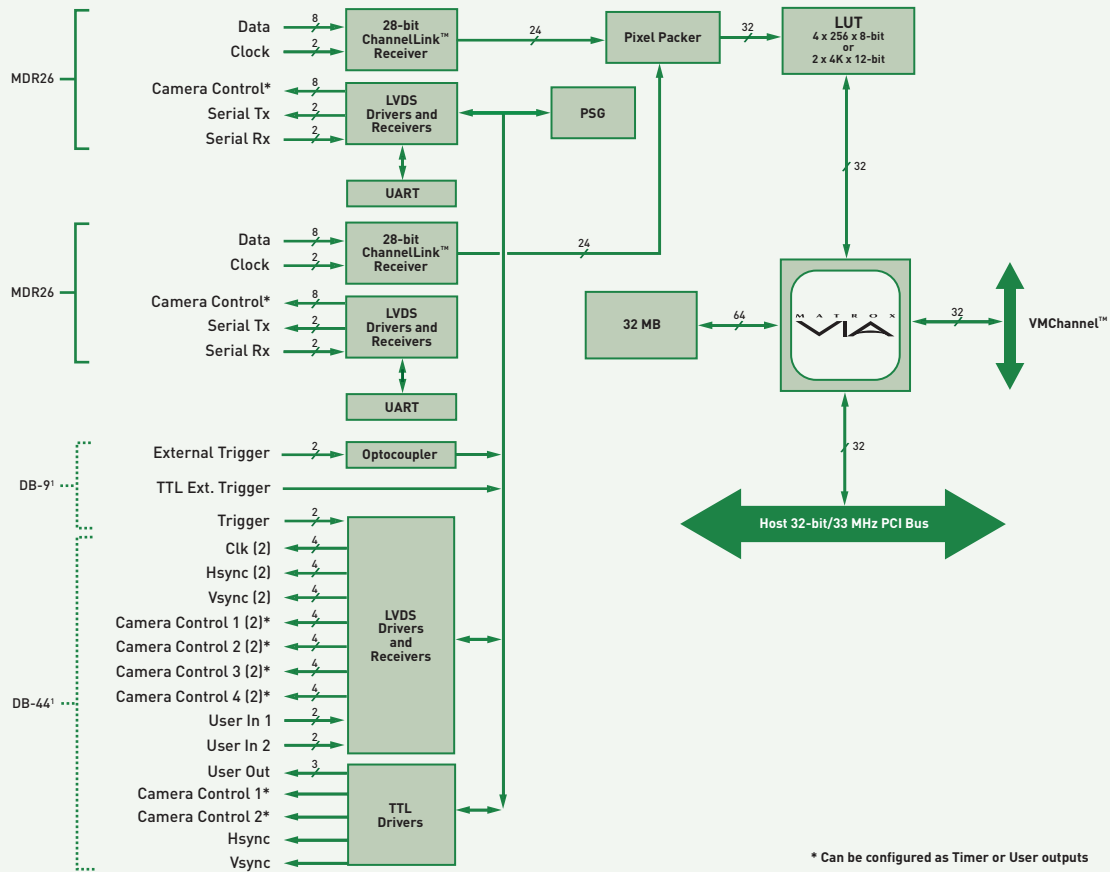 MDR26
Data
8
Clock
2
28-bit
ChannelLink™
Receiver
24
Pixel Packer
32
LUT
4 x 256 x 8-bit
or
2 x 4K x 12-bit
Camera Control*
8
Serial Tx
2
Serial Rx
2
LVDS
Drivers and
Receivers
PSG
UART
32
MDR26
Data
8
Clock
2
28-bit
ChannelLink™
Receiver
24
Camera Control*
8
Serial Tx
2
Serial Rx
2
LVDS
Drivers and
Receivers
UART
32 MB
64
MATROX
VIA
32
VMChannel™
32
Host 32-bit/33 MHz PCI Bus
DB-9¹
External Trigger
2
Optocoupler
TTL Ext. Trigger
DB-44¹
Trigger
2
Clk (2)
4
Hsync (2)
4
Vsync (2)
4
Camera Control 1 (2)*
4
Camera Control 2 (2)*
4
Camera Control 3 (2)*
4
Camera Control 4 (2)*
4
User In 1
2
User In 2
2
LVDS
Drivers
and
Receivers
User Out
3
Camera Control 1*
Camera Control 2*
Hsync
Vsync
TTL
Drivers
* Can be configured as Timer or User outputs